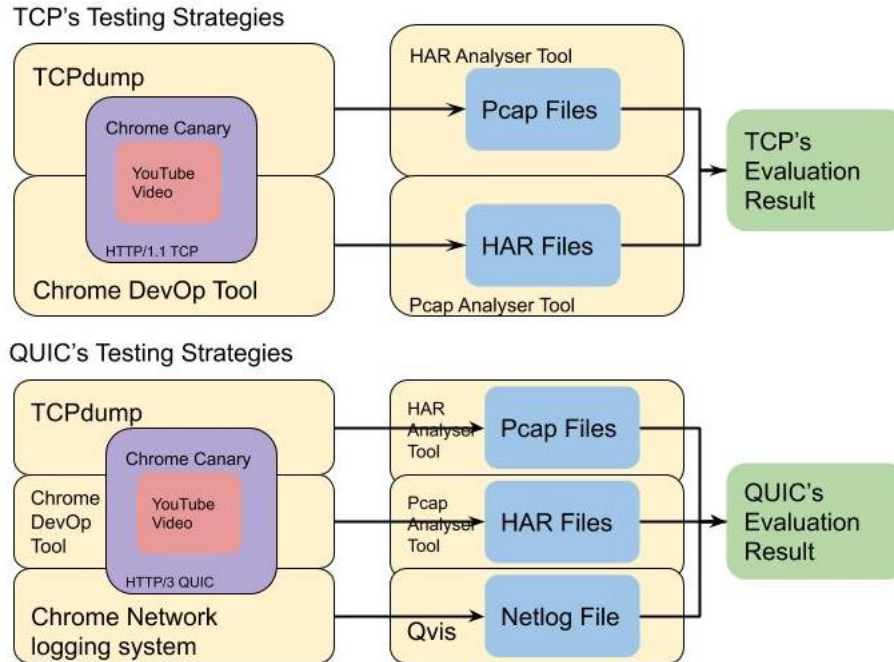 TCP's Testing Strategies
TCPdump
Chrome Canary
YouTube
Video
HTTP/1.1 TCP
Chrome DevOp Tool
HAR Analyser Tool
Pcap Files
HAR Files
Pcap Analyser Tool
TCP's
Evaluation
Result
QUIC's Testing Strategies
TCPdump
Chrome Canary
Chrome
DevOp
Tool
YouTube
Video
HTTP/3 QUIC
Chrome Network
logging system
HAR
Analyser
Tool
Pcap Files
Pcap
Analyser
Tool
HAR Files
Qvis
Netlog File
QUIC's
Evaluation
Result